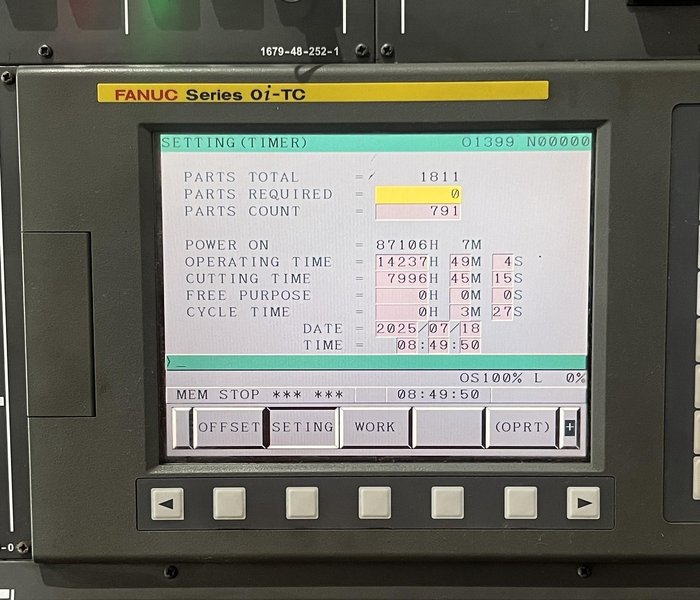 1679-48-252-1
FANUC Series 0i-TC
SETTING(TIMER) O1399 N00000
PARTS TOTAL = 1811
PARTS REQUIRED = 0
PARTS COUNT = 791
POWER ON = 87106H 7M
OPERATING TIME = 14237H 49M 4S
CUTTING TIME = 7996H 45M 15S
FREE PURPOSE = 0H 0M 0S
CYCLE TIME = 0H 3M 27S
DATE = 2025/07/18
TIME = 08:49:50
>_
OS100% L 0%
MEM STOP *** *** 08:49:50
OFFSET SETING WORK (OPRT) +
-0